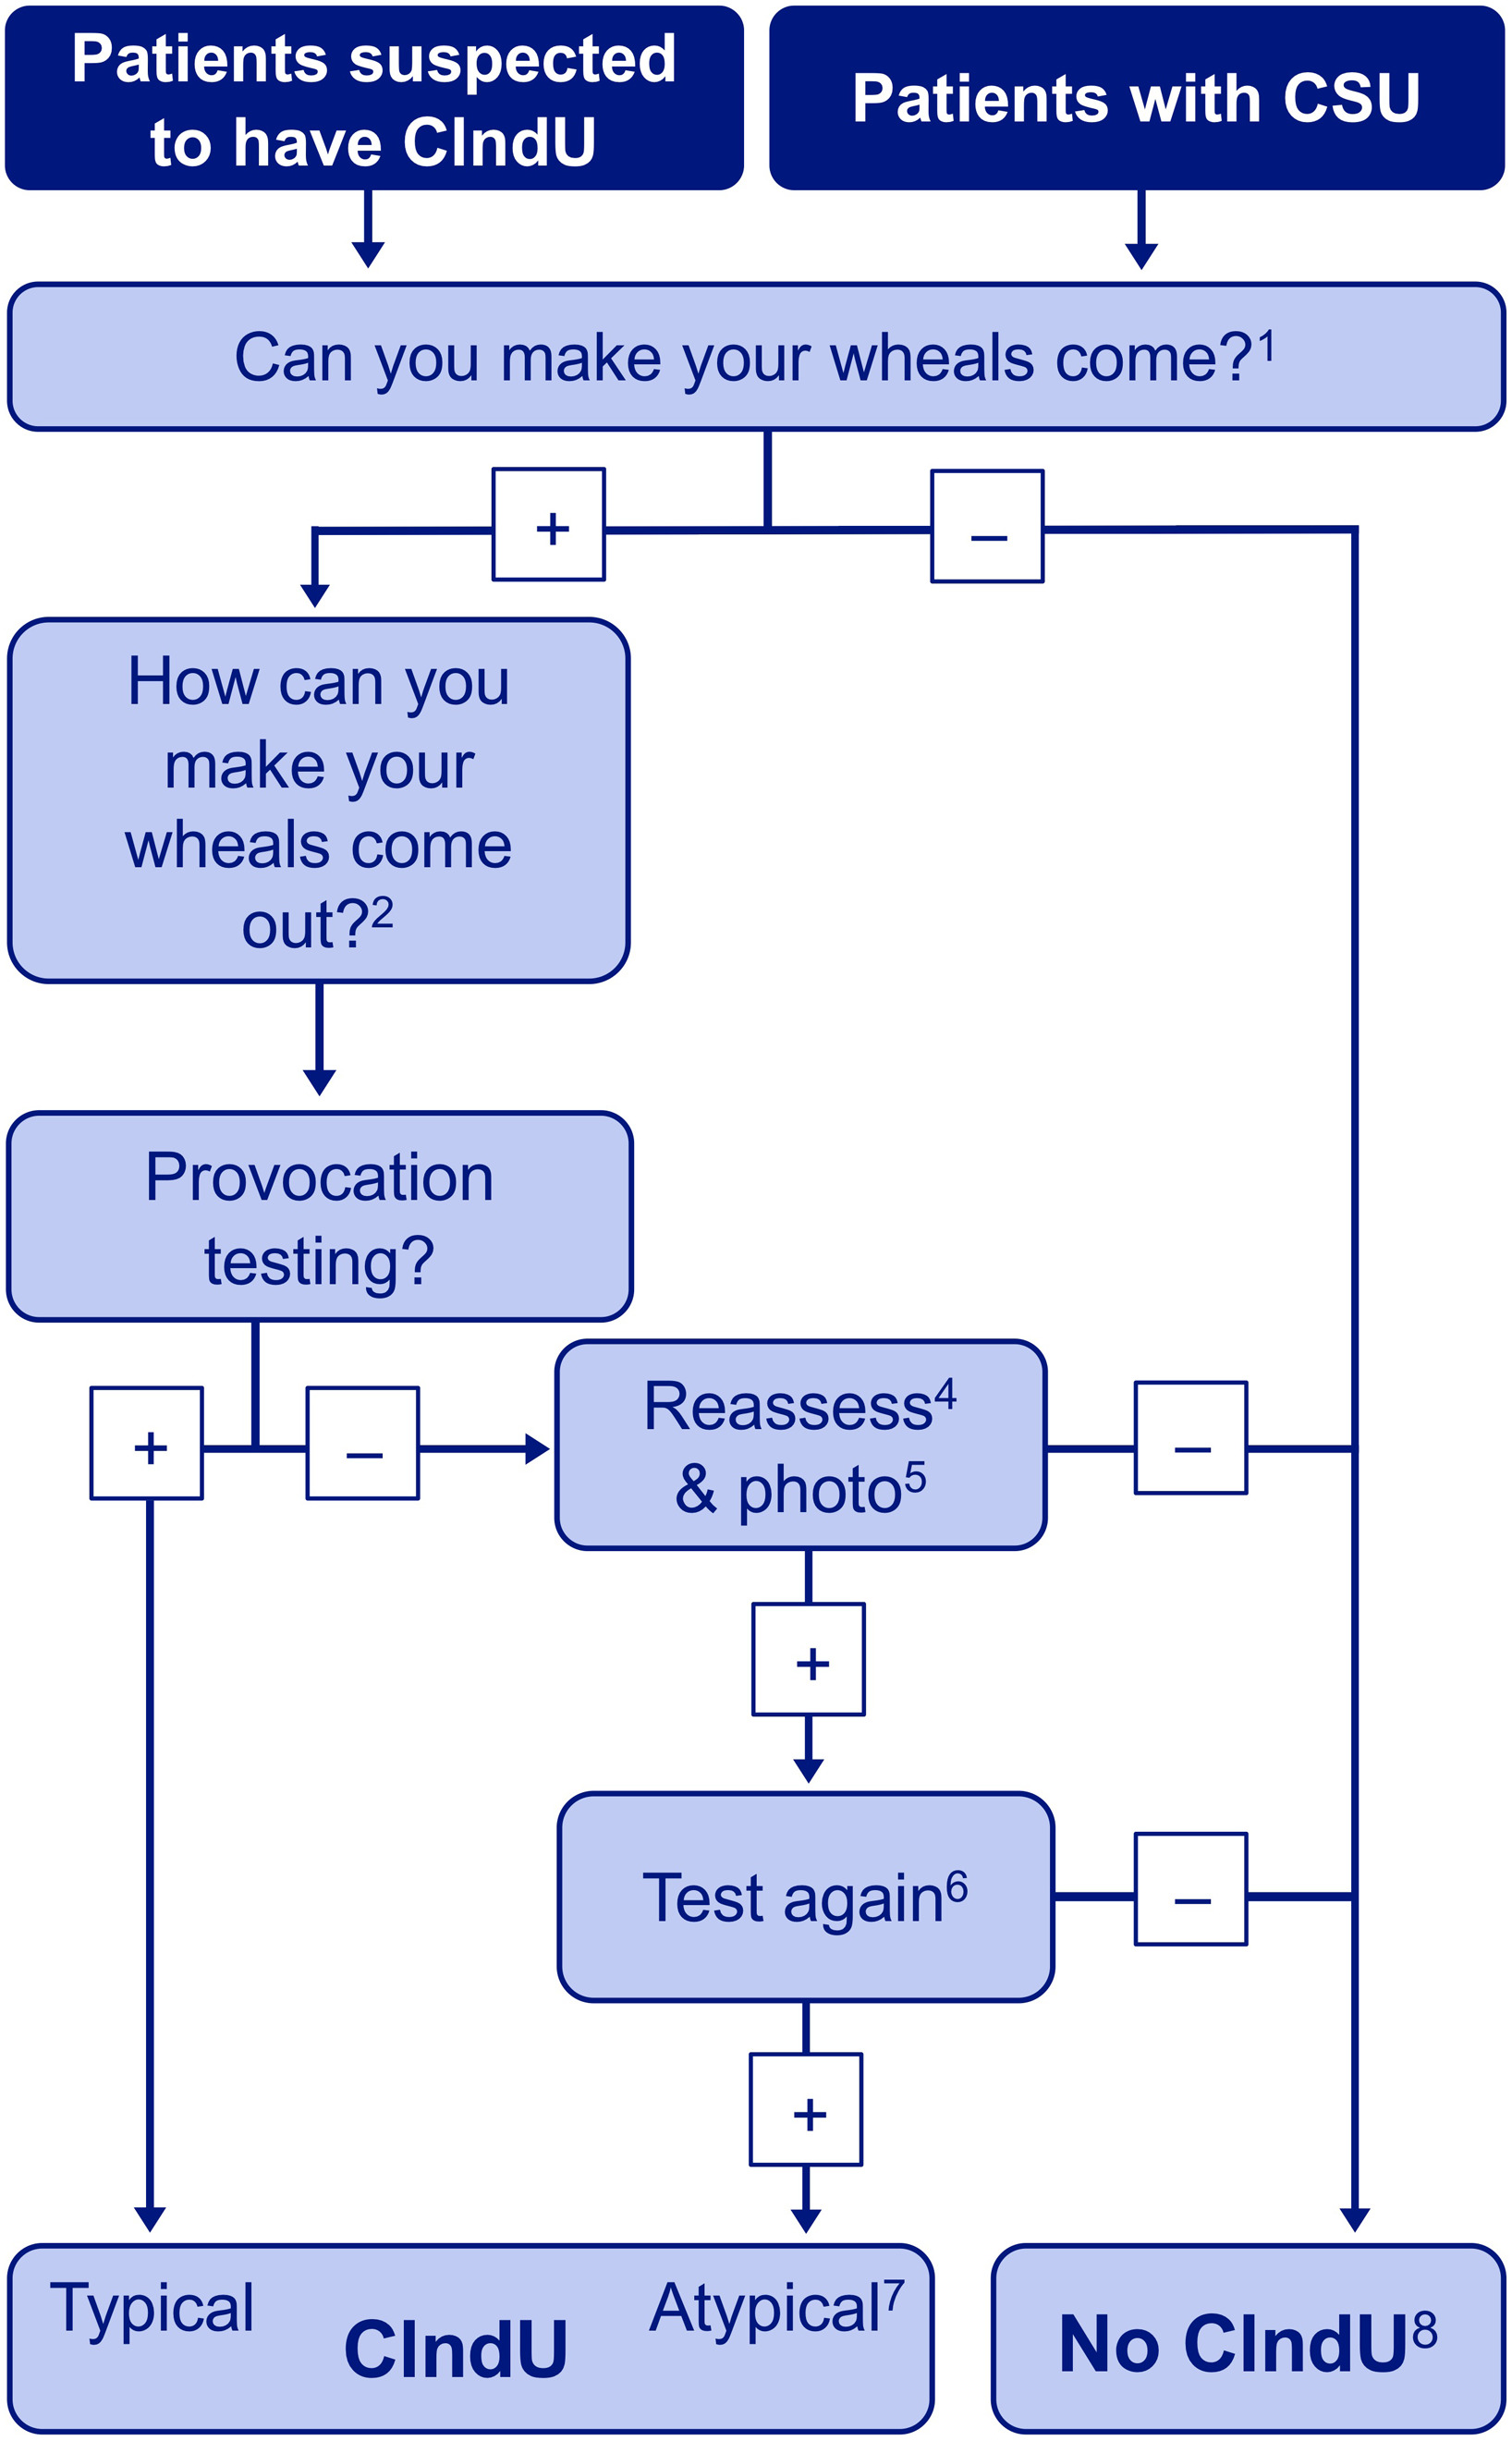 Patients suspected
to have CIndU
Patients with CSU
Can you make your wheals come?¹
+
–
How can you
make your
wheals come
out?²
Provocation
testing?
+
–
Reassess⁴
& photo⁵
–
+
Test again⁶
–
+
Typical
CIndU
Atypical⁷
No CIndU⁸